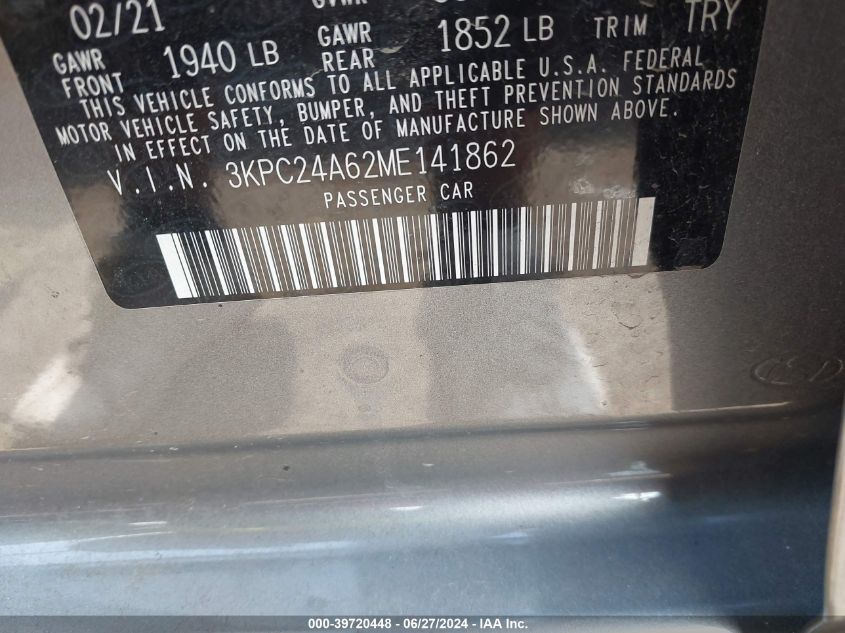 02/21
GAWR FRONT 1940 LB GAWR REAR 1852 LB TRIM TRY
THIS VEHICLE CONFORMS TO ALL APPLICABLE U.S.A. FEDERAL
MOTOR VEHICLE SAFETY, BUMPER, AND THEFT PREVENTION STANDARDS
IN EFFECT ON THE DATE OF MANUFACTURE SHOWN ABOVE.
V.I.N. 3KPC24A62ME141862
PASSENGER CAR
000-39720448 - 06/27/2024 - IAA Inc.